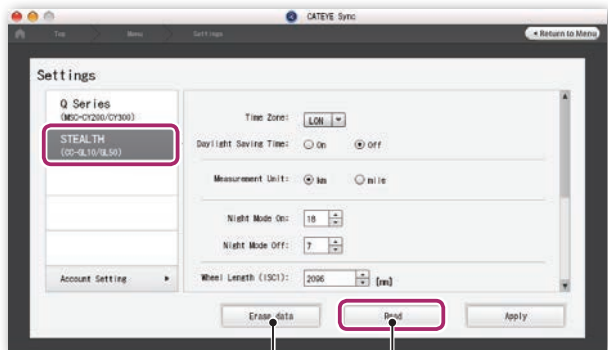 CATEYE Sync
Top Menu Settings
Return to Menu
Settings
Q Series
(MSC-CY200/CY300)
STEALTH
(CC-GL10/GL50)
Account Setting
Time Zone: LON
Daylight Saving Time: On Off
Measurement Unit: km mile
Night Mode On: 18
Night Mode Off: 7
Wheel Length (ISC1): 2096 [mm]
Erase data Read Apply